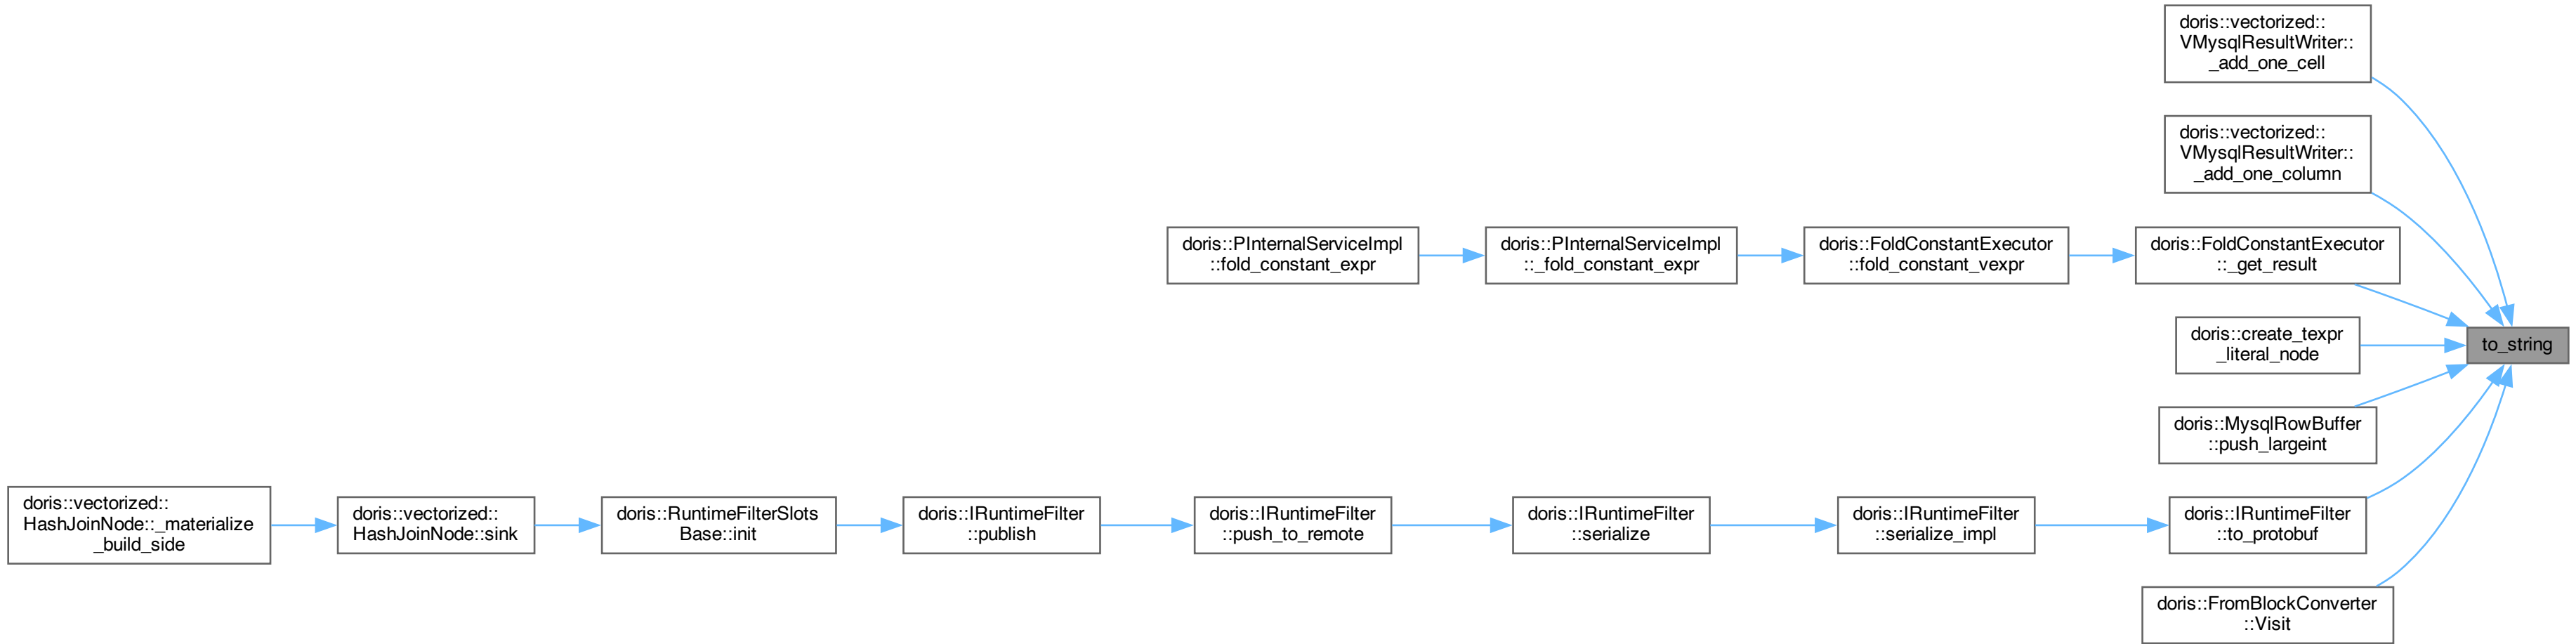 doris::vectorized::
VMysqlResultWriter::
_add_one_cell
doris::vectorized::
VMysqlResultWriter::
_add_one_column
doris::PInternalServiceImpl
::fold_constant_expr
doris::PInternalServiceImpl
::_fold_constant_expr
doris::FoldConstantExecutor
::fold_constant_vexpr
doris::FoldConstantExecutor
::_get_result
doris::create_texpr
_literal_node
to_string
doris::MysqlRowBuffer
::push_largeint
doris::vectorized::
HashJoinNode::_materialize
_build_side
doris::vectorized::
HashJoinNode::sink
doris::RuntimeFilterSlots
Base::init
doris::IRuntimeFilter
::publish
doris::IRuntimeFilter
::push_to_remote
doris::IRuntimeFilter
::serialize
doris::IRuntimeFilter
::serialize_impl
doris::IRuntimeFilter
::to_protobuf
doris::FromBlockConverter
::Visit